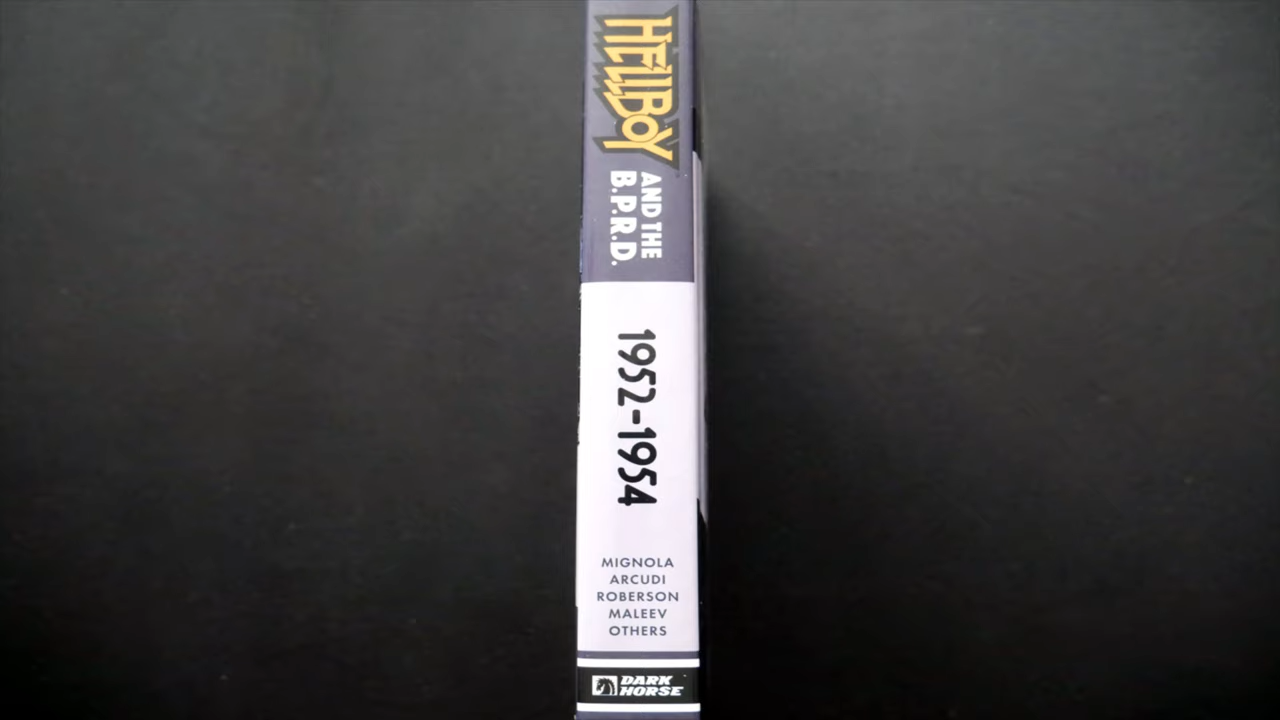 HELLBOY
AND THE
B.P.R.D.
1952-1954
MIGNOLA
ARCUDI
ROBERSON
MALEEV
OTHERS
DARK
HORSE